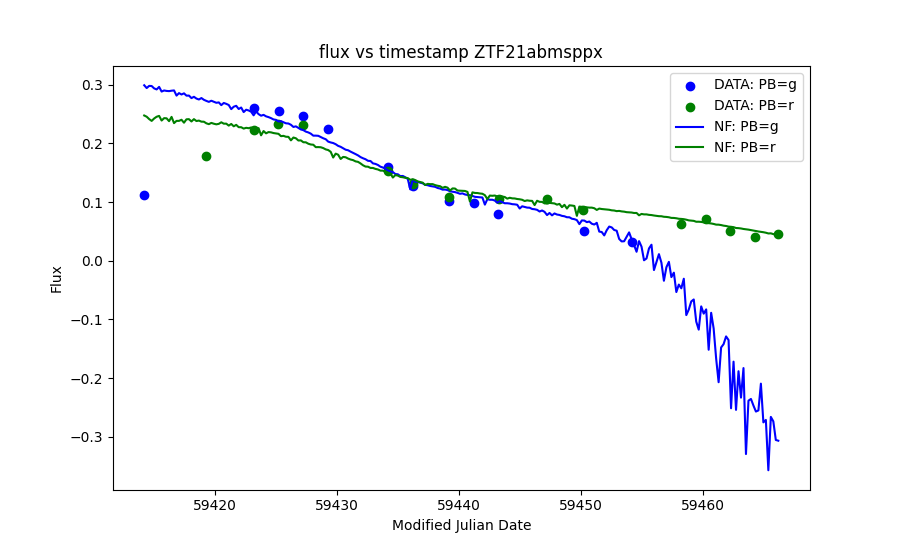 flux vs timestamp ZTF21abmsppx
DATA: PB=g
DATA: PB=r
NF: PB=g
NF: PB=r
0.3
0.2
0.1
0.0
−0.1
−0.2
−0.3
Flux
59420 59430 59440 59450 59460
Modified Julian Date